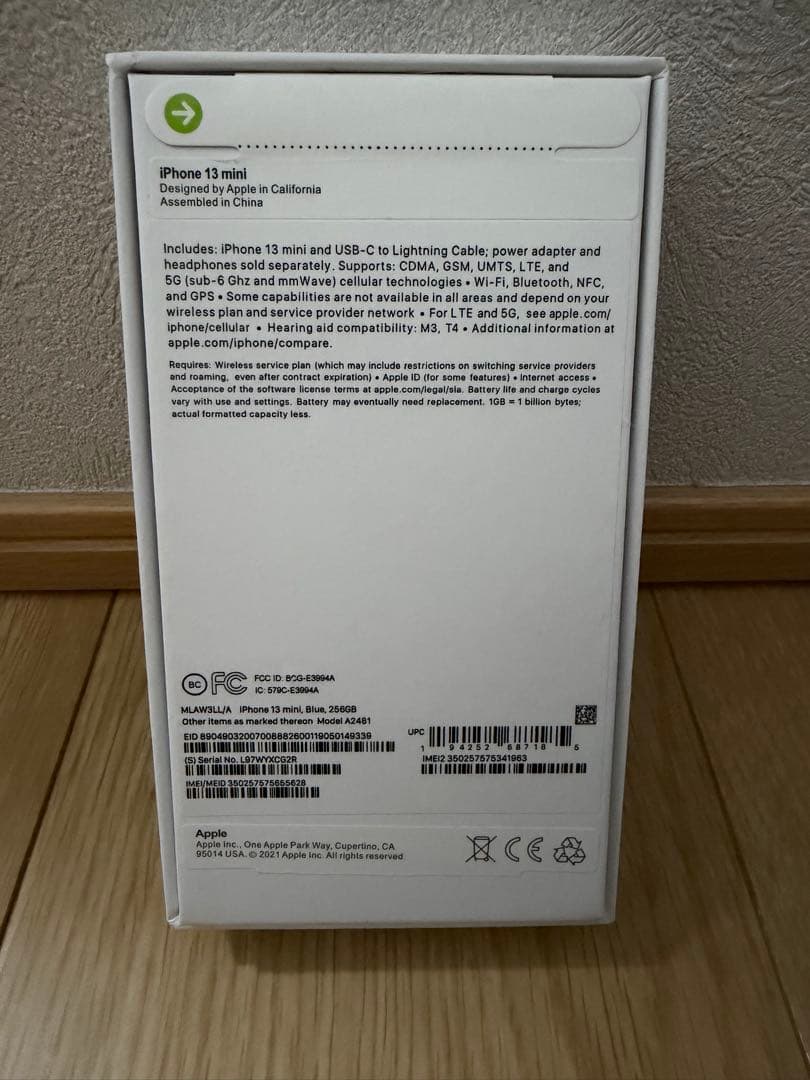 iPhone 13 mini
Designed by Apple in California
Assembled in China
Includes: iPhone 13 mini and USB-C to Lightning Cable; power adapter and
headphones sold separately. Supports: CDMA, GSM, UMTS, LTE, and
5G (sub-6 Ghz and mmWave) cellular technologies • Wi-Fi, Bluetooth, NFC,
and GPS • Some capabilities are not available in all areas and depend on your
wireless plan and service provider network • For LTE and 5G, see apple.com/
iphone/cellular • Hearing aid compatibility: M3, T4 • Additional information at
apple.com/iphone/compare.
Requires: Wireless service plan (which may include restrictions on switching service providers
and roaming, even after contract expiration) • Apple ID (for some features) • Internet access •
Acceptance of the software license terms at apple.com/legal/sla. Battery life and charge cycles
vary with use and settings. Battery may eventually need replacement. 1GB = 1 billion bytes;
actual formatted capacity less.
BC FC FCC ID: BCG-E3994A
IC: 579C-E3994A
MLAW3LL/A iPhone 13 mini, Blue, 256GB
Other items as marked thereon Model A2481
EID 89049032007008882600119050149339
(S) Serial No. L97WYXCG2R
IMEI/MEID 350257575655628
UPC
1 94252 68718 5
IMEI2 350257575341963
Apple
Apple Inc., One Apple Park Way, Cupertino, CA
95014 USA. © 2021 Apple Inc. All rights reserved
CE